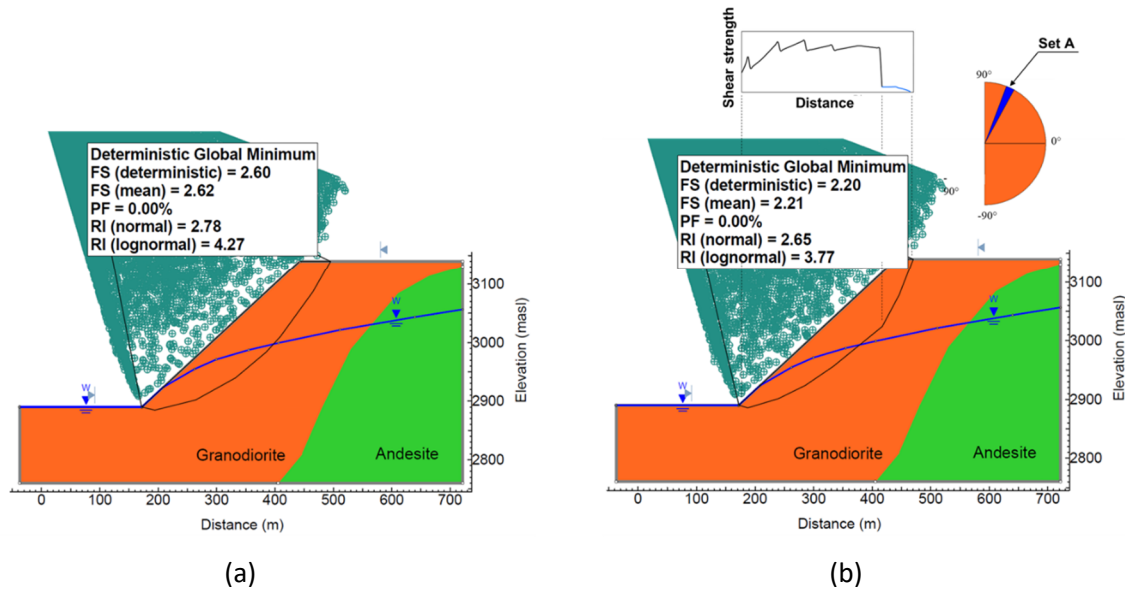 Deterministic Global Minimum
FS (deterministic) = 2.60
FS (mean) = 2.62
PF = 0.00%
RI (normal) = 2.78
RI (lognormal) = 4.27
W
W
3100
3000
2900
2800
Elevation (masl)
Granodiorite
Andesite
0
100
200
300
400
500
600
700
Distance (m)
(a)
Shear strength
Distance
Set A
90°
0°
-90°
-
90°
Deterministic Global Minimum
FS (deterministic) = 2.20
FS (mean) = 2.21
PF = 0.00%
RI (normal) = 2.65
RI (lognormal) = 3.77
W
W
3100
3000
2900
2800
Elevation (masl)
Granodiorite
Andesite
0
100
200
300
400
500
600
700
Distance (m)
(b)